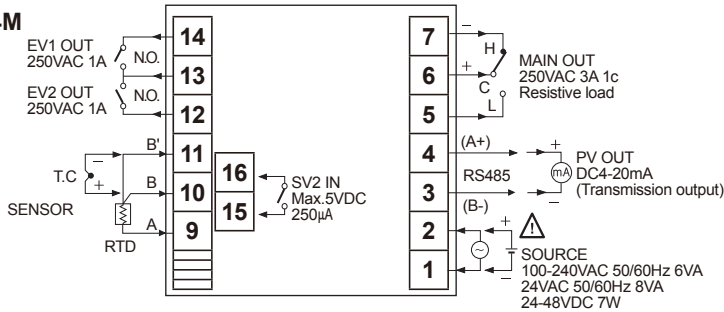 M
EV1 OUT
250VAC 1A
N.O.
EV2 OUT
250VAC 1A
N.O.
14
13
12
11
10
9
16
15
SV2 IN
Max.5VDC
250µA
B'
B
A
T.C
−
+
SENSOR
RTD
7
6
5
4
3
2
1
−
+
H
C
L
MAIN OUT
250VAC 3A 1c
Resistive load
(A+)
RS485
(B-)
+
mA
−
PV OUT
DC4-20mA
(Transmission output)
~
+
−
!
SOURCE
100-240VAC 50/60Hz 6VA
24VAC 50/60Hz 8VA
24-48VDC 7W